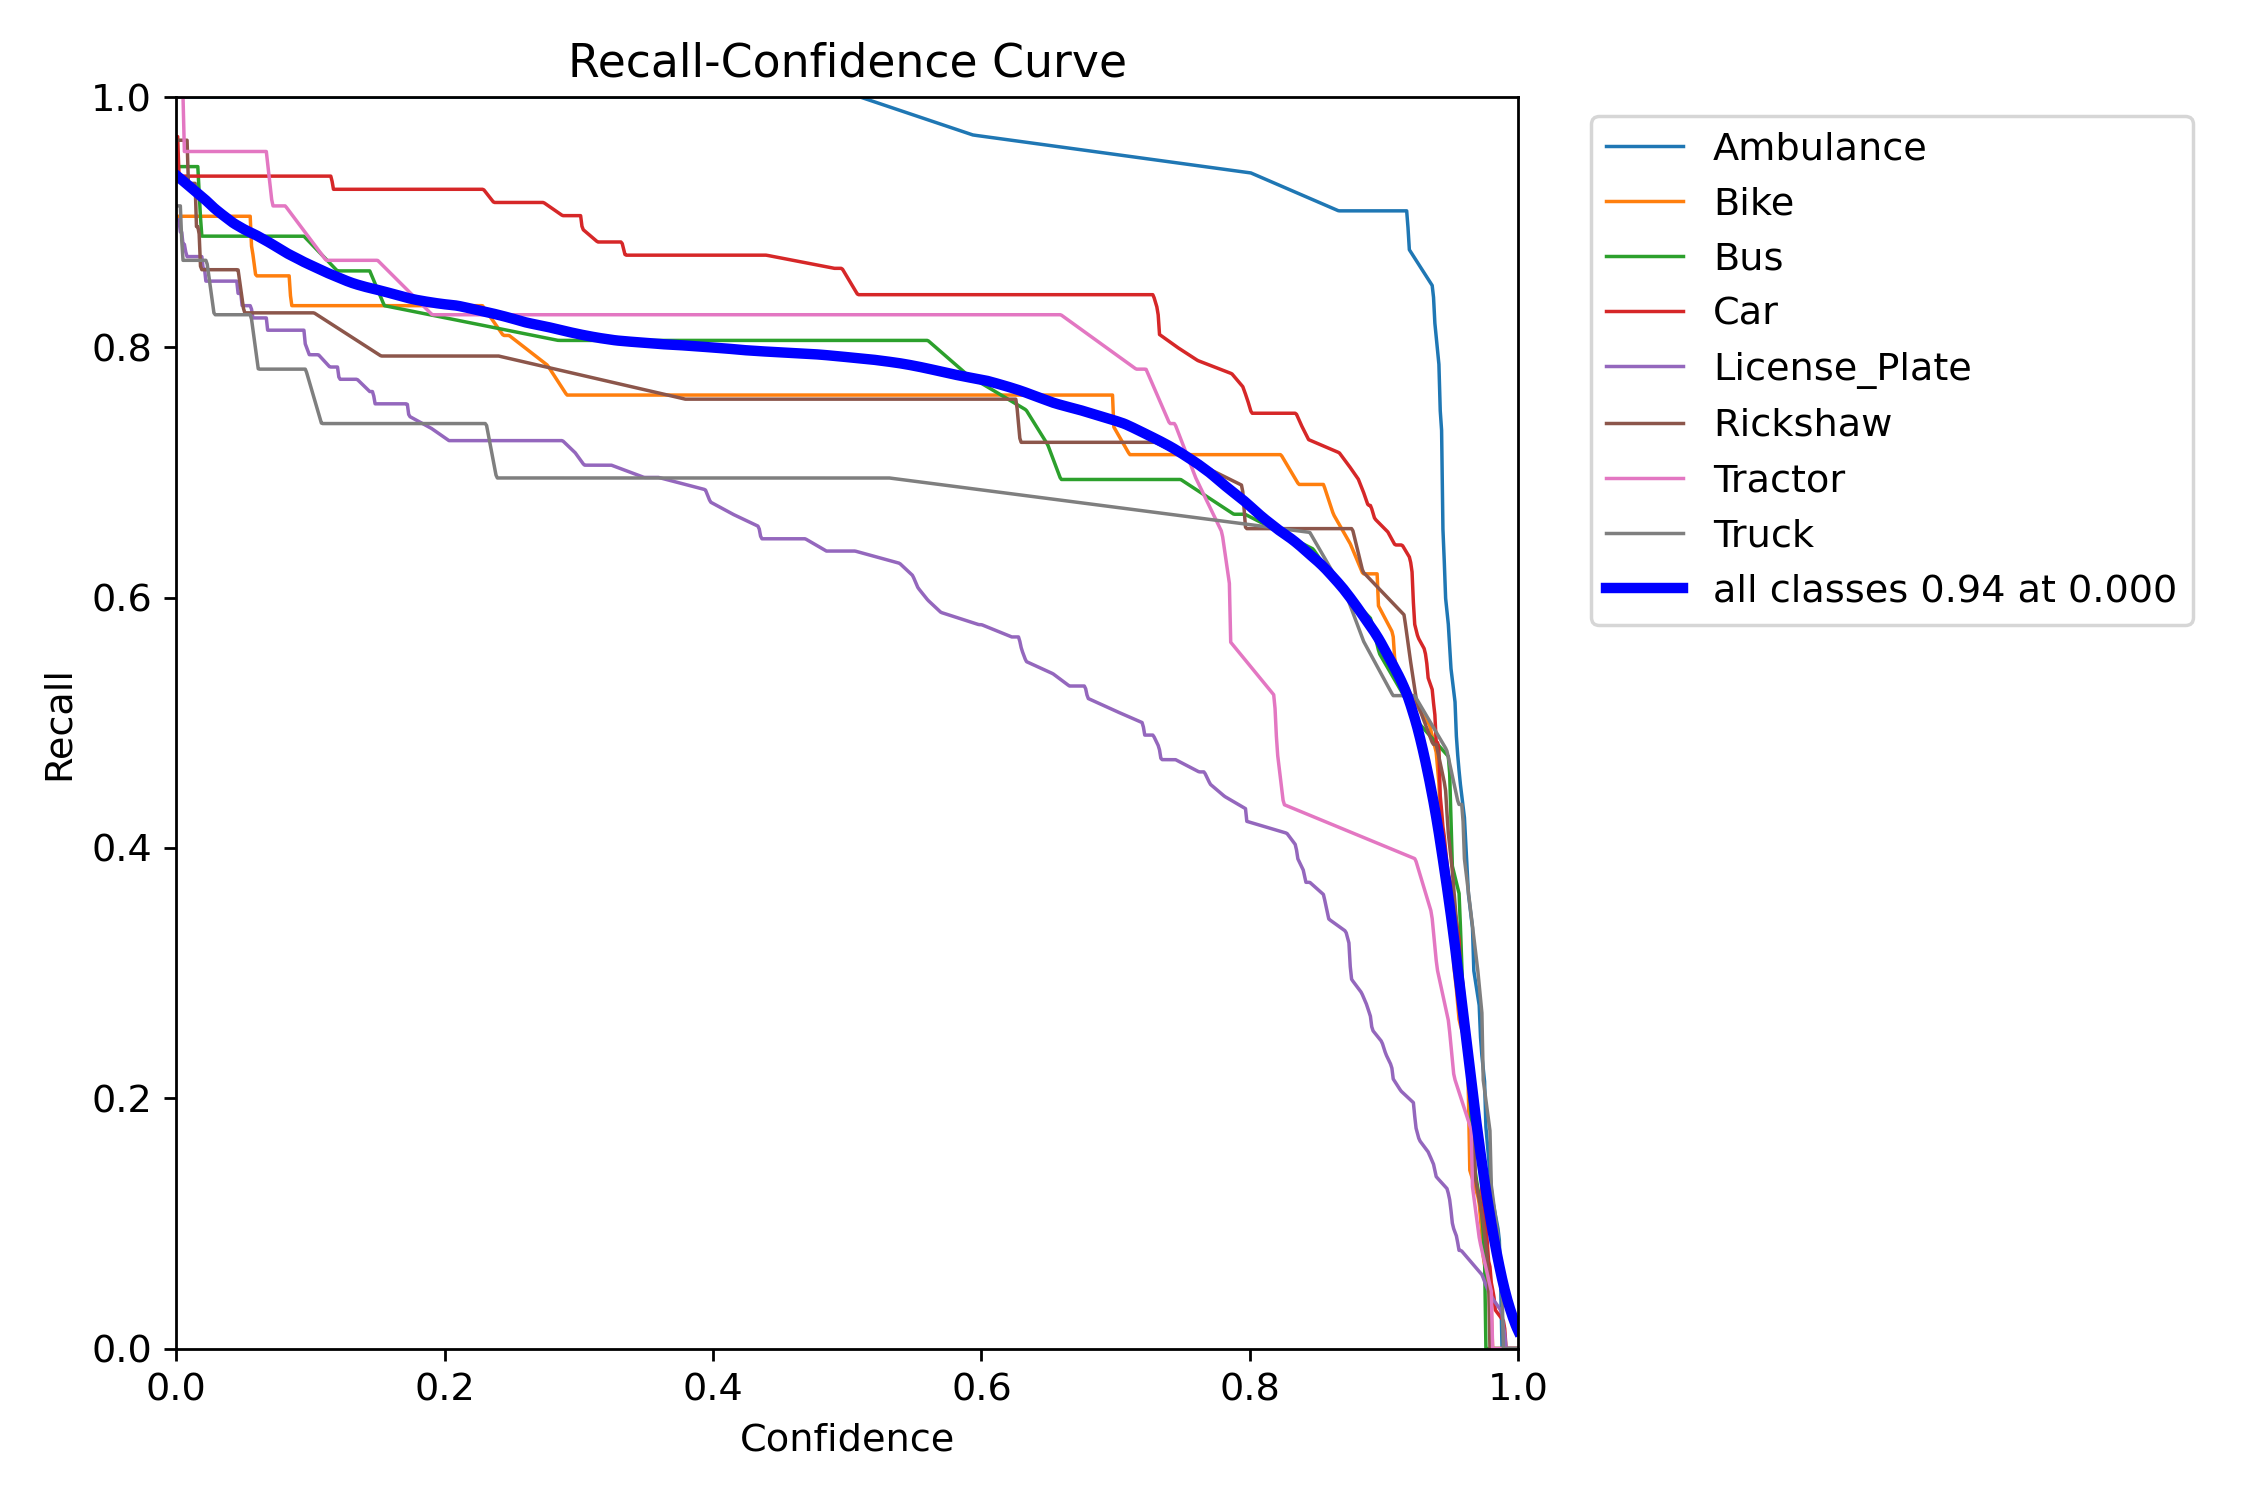 Recall-Confidence Curve
1.0
0.8
0.6
0.4
0.2
0.0
Recall
0.0 0.2 0.4 0.6 0.8 1.0
Confidence
Ambulance
Bike
Bus
Car
License_Plate
Rickshaw
Tractor
Truck
all classes 0.94 at 0.000